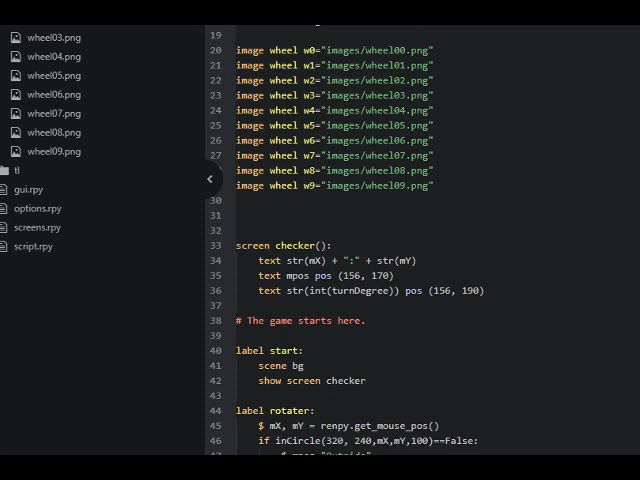 wheel03.png
wheel04.png
wheel05.png
wheel06.png
wheel07.png
wheel08.png
wheel09.png
tl
gui.rpy
options.rpy
screens.rpy
script.rpy
19
20 image wheel w0="images/wheel00.png"
21 image wheel w1="images/wheel01.png"
22 image wheel w2="images/wheel02.png"
23 image wheel w3="images/wheel03.png"
24 image wheel w4="images/wheel04.png"
25 image wheel w5="images/wheel05.png"
26 image wheel w6="images/wheel06.png"
27 image wheel w7="images/wheel07.png"
28 image wheel w8="images/wheel08.png"
29 image wheel w9="images/wheel09.png"
30
31
32
33 screen checker():
34 text str(mX) + ":" + str(mY)
35 text mpos pos (156, 170)
36 text str(int(turnDegree)) pos (156, 190)
37
38 # The game starts here.
39
40 label start:
41 scene bg
42 show screen checker
43
44 label rotater:
45 $ mX, mY = renpy.get_mouse_pos()
46 if inCircle(320, 240,mX,mY,100)==False: